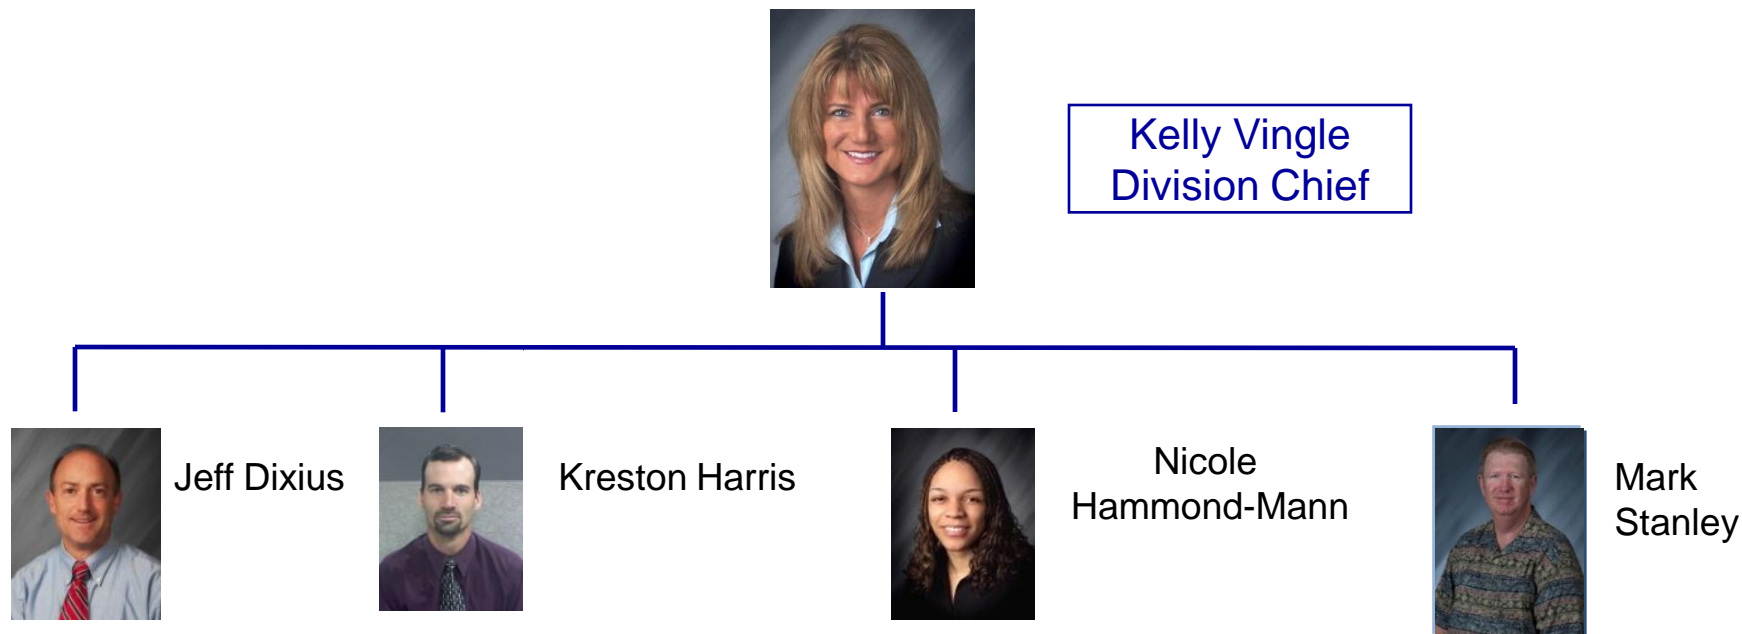 Kelly Vingle
Division Chief
Jeff Dixius
Kreston Harris
Nicole
Hammond-Mann
Mark
Stanley